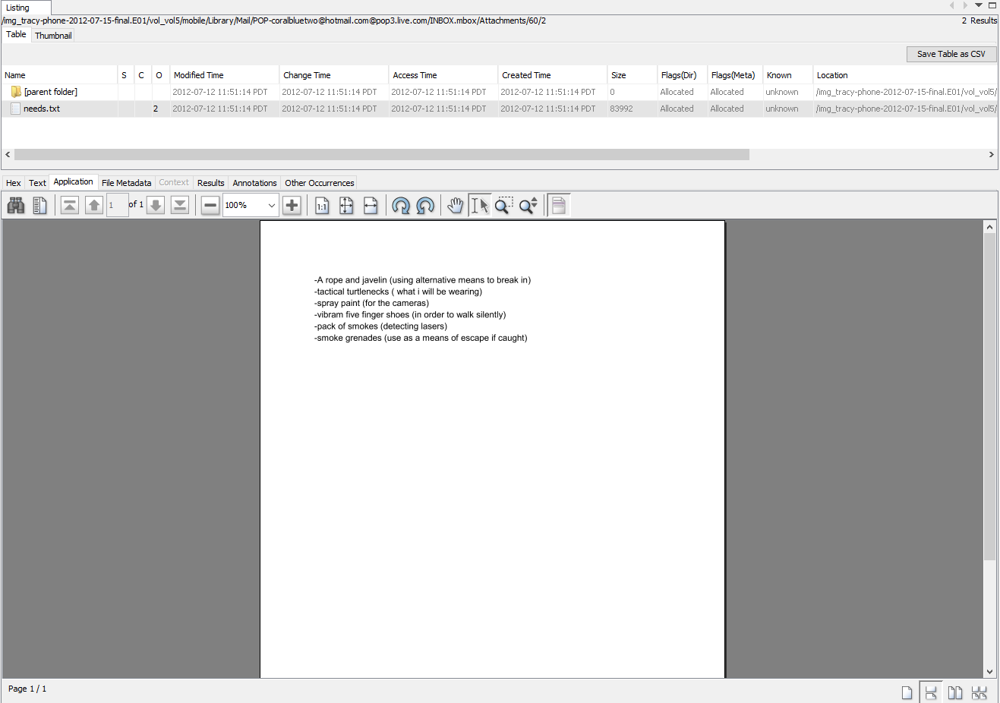 Listing
/img_tracy-phone-2012-07-15-final.E01/vol_vol5/mobile/Library/Mail/POP-coralbluetwo@hotmail.com@pop3.live.com/INBOX.mbox/Attachments/60/2
2 Results
Table Thumbnail
Save Table as CSV
Name S C O Modified Time Change Time Access Time Created Time Size Flags(Dir) Flags(Meta) Known Location
[parent folder] 2012-07-12 11:51:14 PDT 2012-07-12 11:51:14 PDT 2012-07-12 11:51:14 PDT 2012-07-12 11:51:14 PDT 0 Allocated Allocated unknown /img_tracy-phone-2012-07-15-final.E01/vol_vol5/
needs.txt 2 2012-07-12 11:51:14 PDT 2012-07-12 11:51:14 PDT 2012-07-12 11:51:14 PDT 2012-07-12 11:51:14 PDT 83992 Allocated Allocated unknown /img_tracy-phone-2012-07-15-final.E01/vol_vol5/
Hex Text Application File Metadata Context Results Annotations Other Occurrences
1 of 1 100% 1:1
-A rope and javelin (using alternative means to break in)
-tactical turtlenecks ( what i will be wearing)
-spray paint (for the cameras)
-vibram five finger shoes (in order to walk silently)
-pack of smokes (detecting lasers)
-smoke grenades (use as a means of escape if caught)
Page 1 / 1